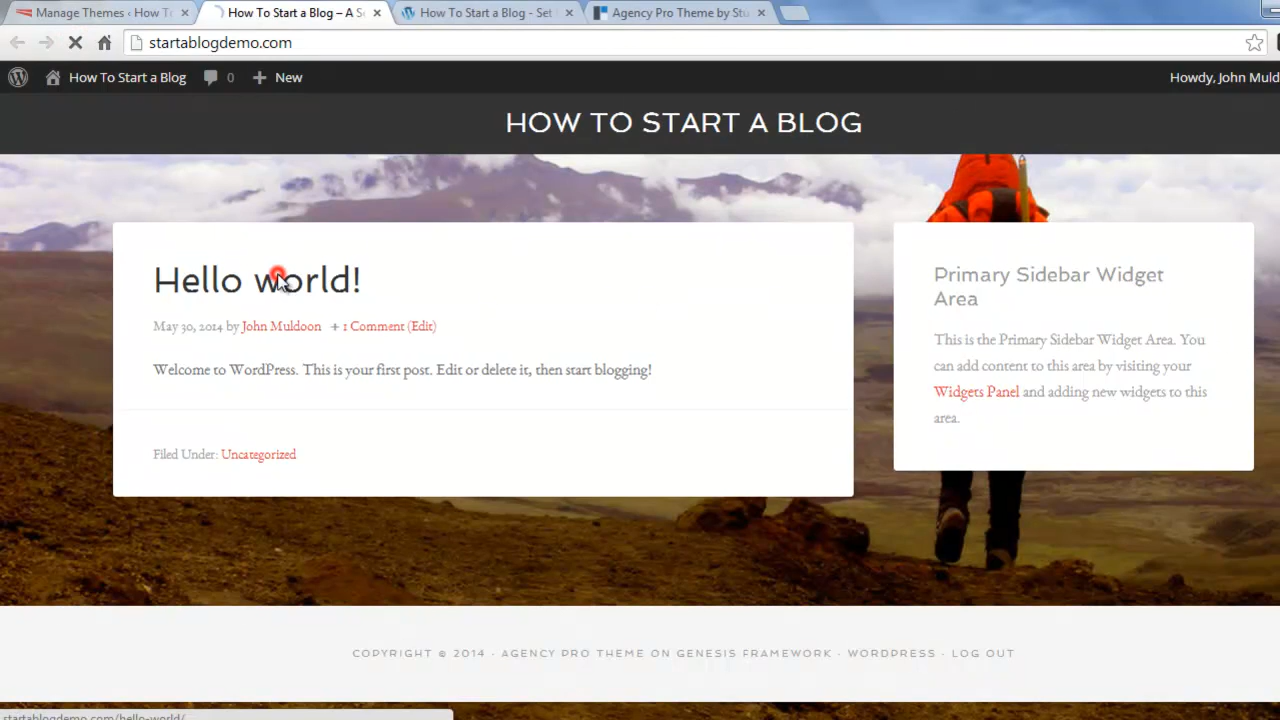 Manage Themes ‹ How To
How To Start a Blog – A Se
How To Start a Blog - Set
Agency Pro Theme by Stu
startablogdemo.com
How To Start a Blog 0 + New Howdy, John Muld
HOW TO START A BLOG
Hello world!
May 30, 2014 by John Muldoon + 1 Comment (Edit)
Welcome to WordPress. This is your first post. Edit or delete it, then start blogging!
Filed Under: Uncategorized
Primary Sidebar Widget
Area
This is the Primary Sidebar Widget Area. You
can add content to this area by visiting your
Widgets Panel and adding new widgets to this
area.
COPYRIGHT © 2014 · AGENCY PRO THEME ON GENESIS FRAMEWORK · WORDPRESS · LOG OUT
startablogdemo.com/hello-world/